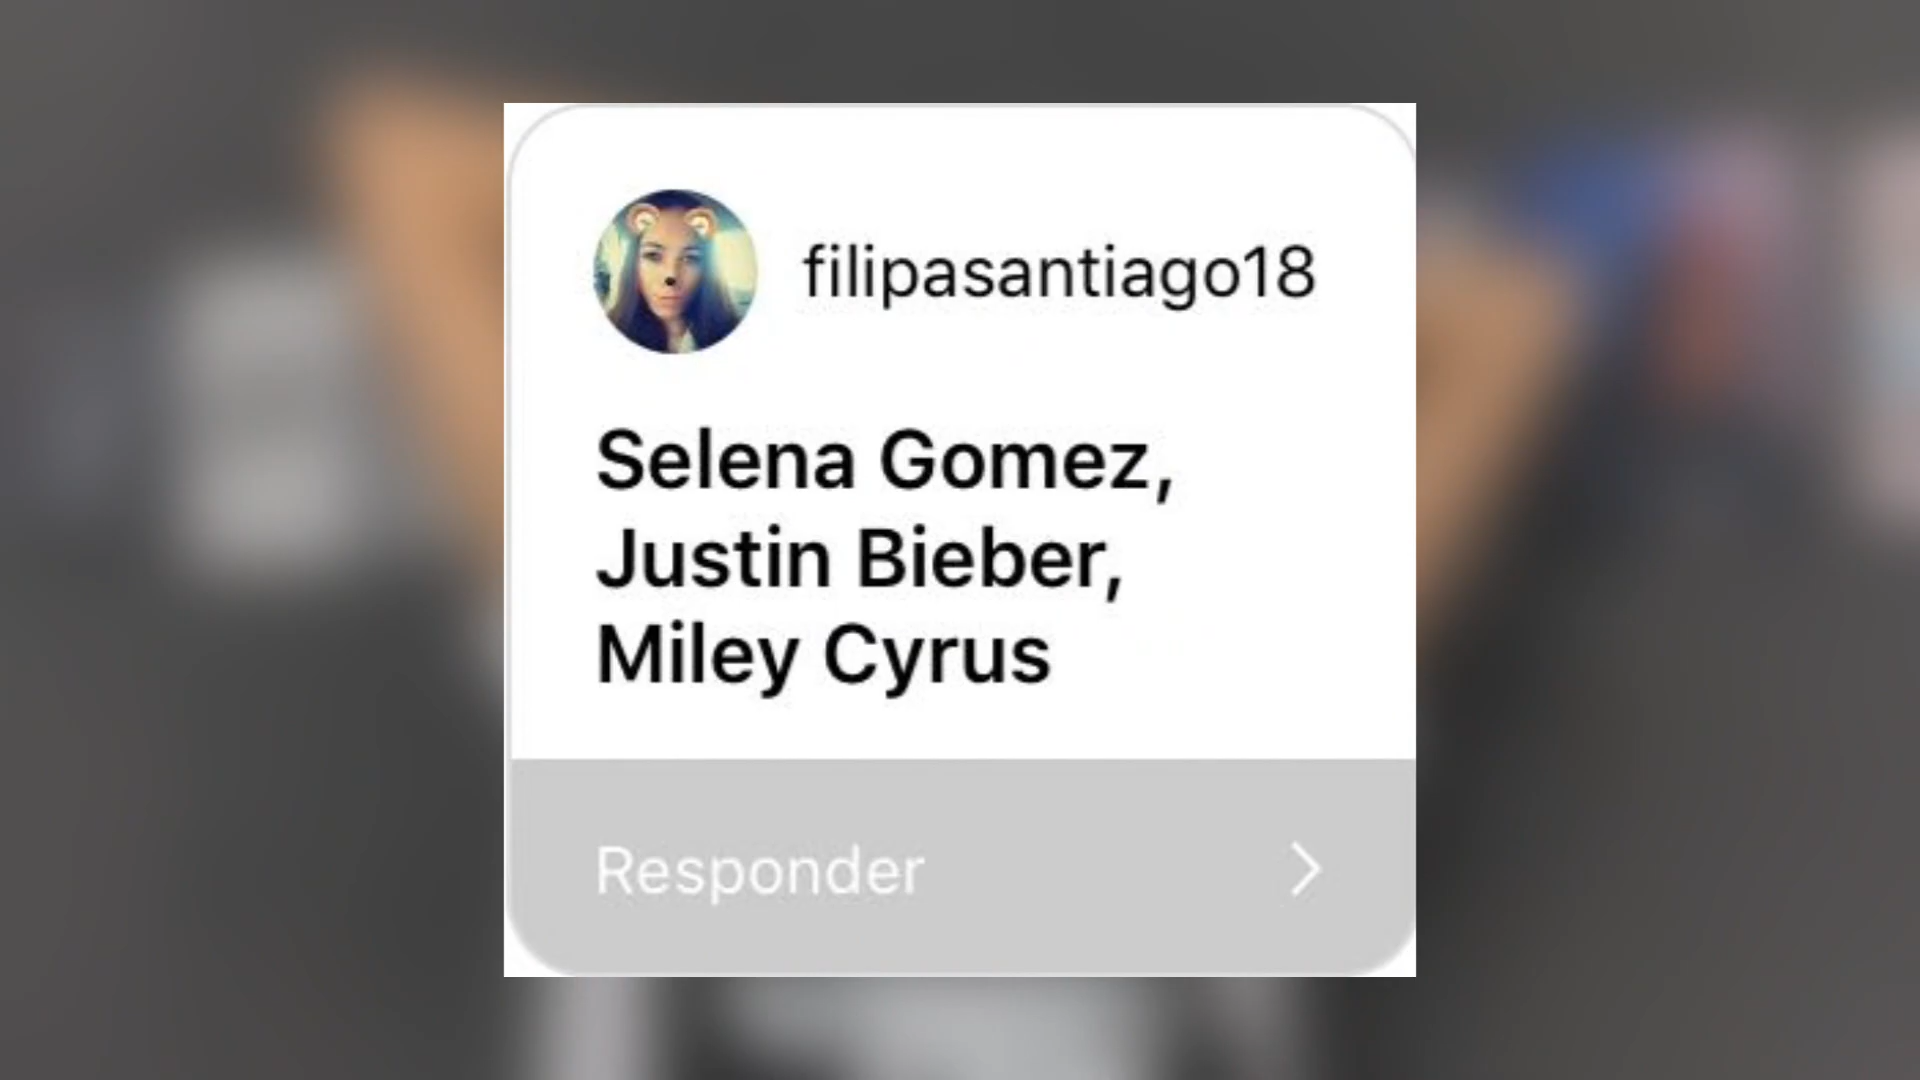 filipasantiago18
Selena Gomez,
Justin Bieber,
Miley Cyrus
Responder